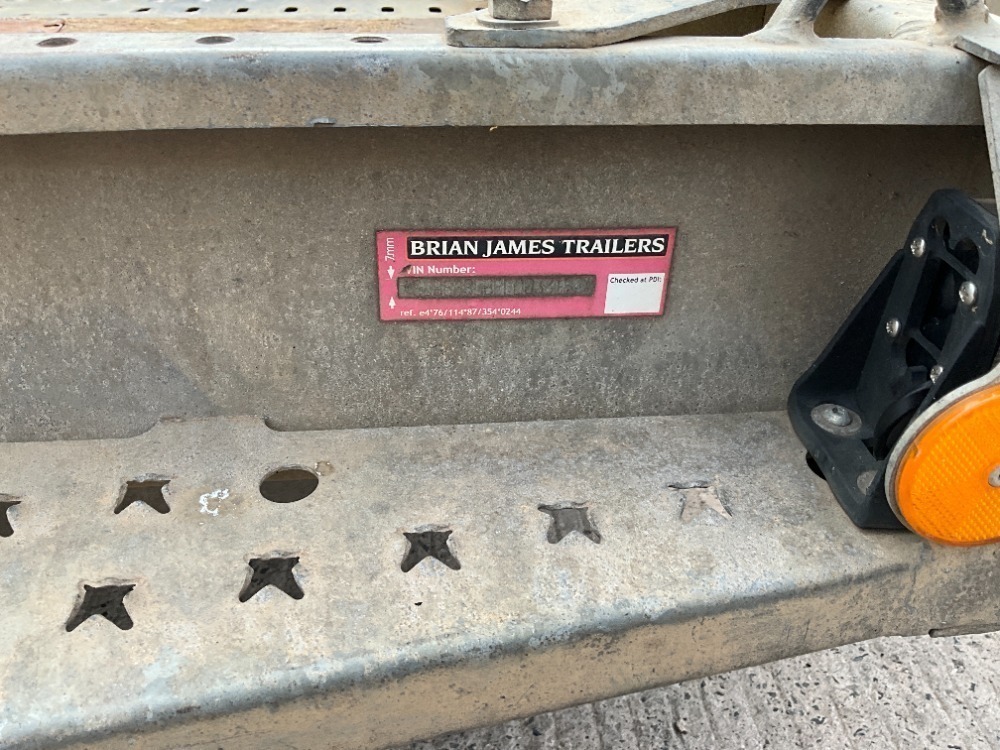 BRIAN JAMES TRAILERS
7mm
VIN Number:
Checked at PDI:
ref. e4*76/114*87/354*0244